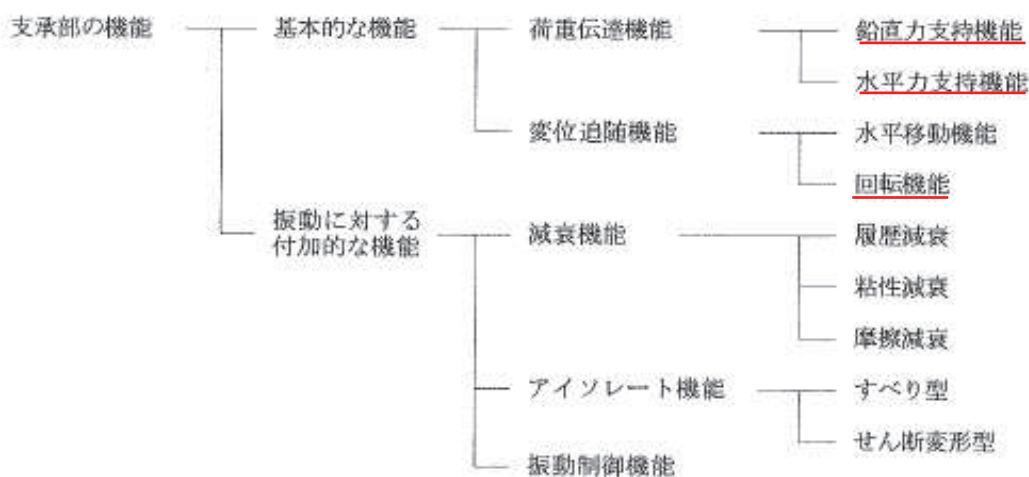 支承部の機能
基本的な機能
荷重伝達機能
鉛直力支持機能
水平力支持機能
変位追随機能
水平移動機能
回転機能
振動に対する
付加的な機能
減衰機能
履歴減衰
粘性減衰
摩擦減衰
アイソレート機能
すべり型
せん断変形型
振動制御機能